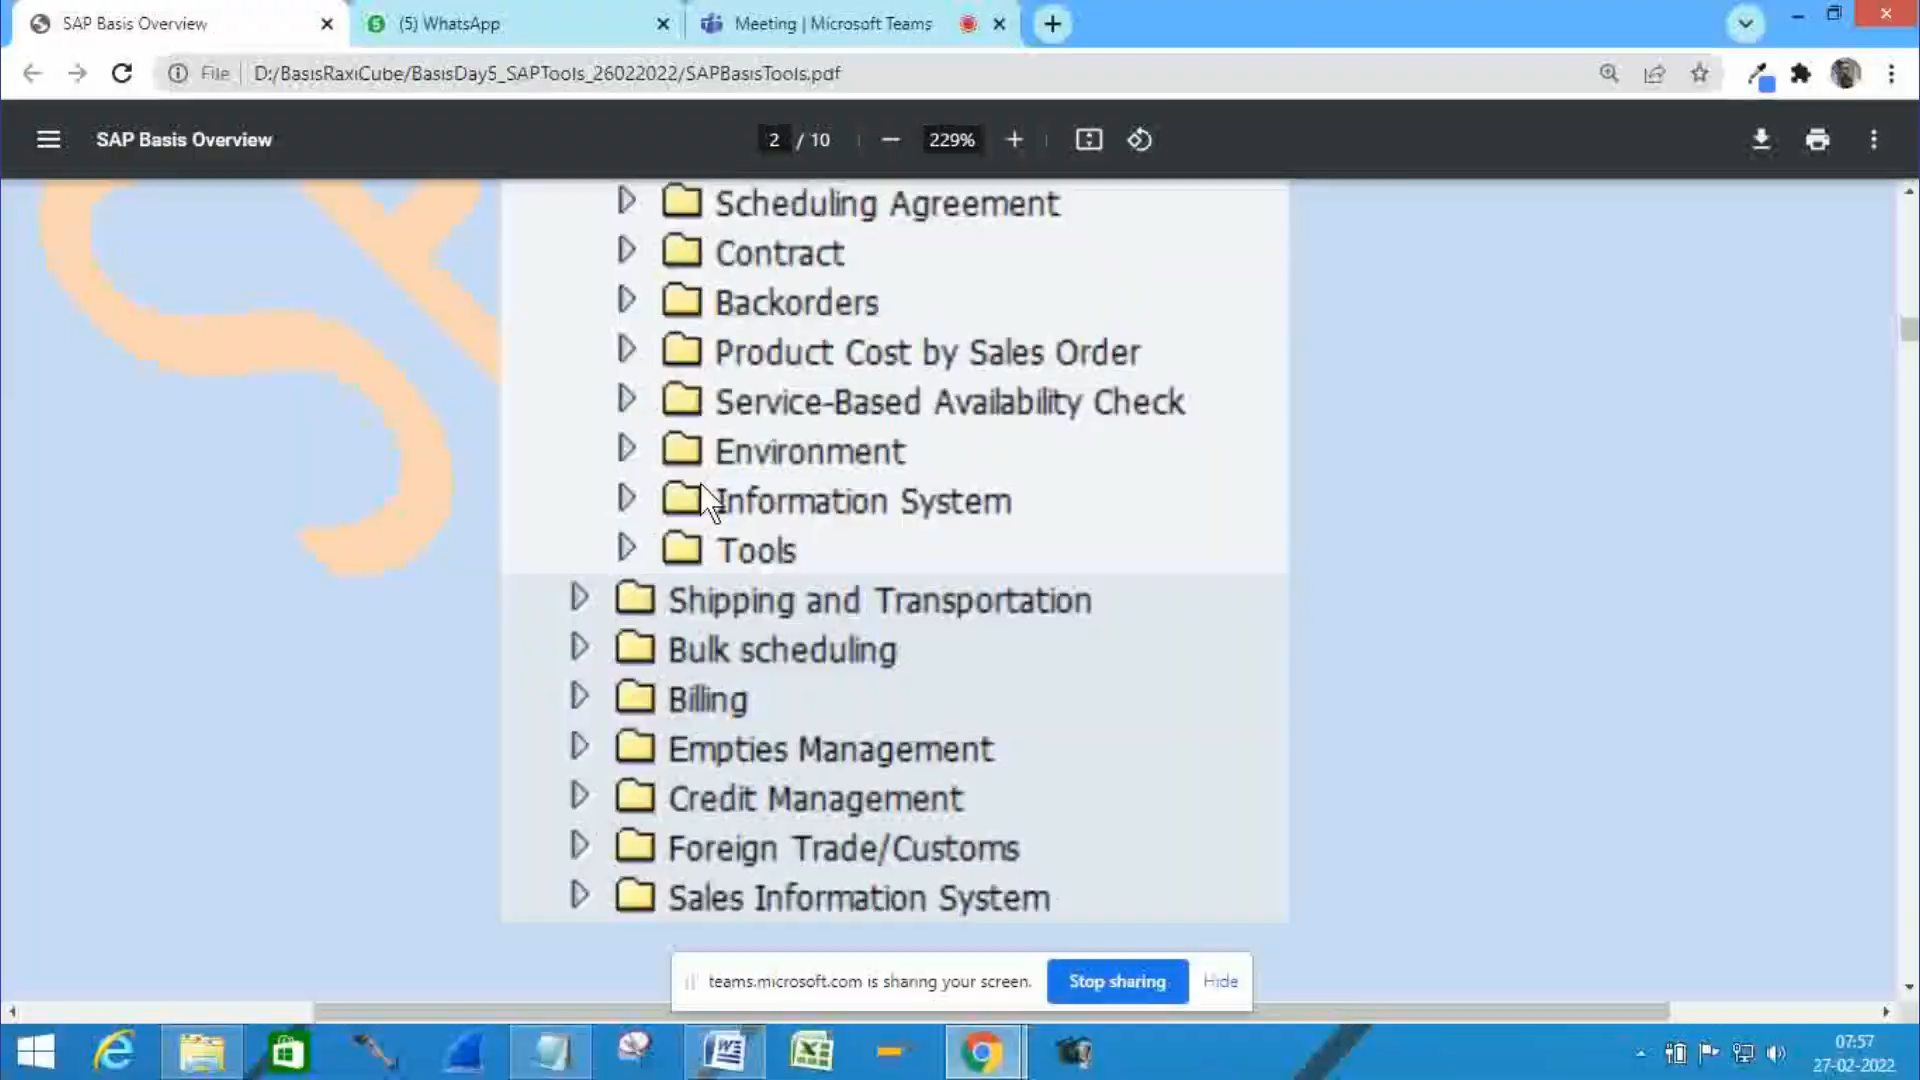 SAP Basis Overview
(5) WhatsApp
Meeting | Microsoft Teams
File
D:/BasisRaxiCube/BasisDay5_SAPTools_26022022/SAPBasisTools.pdf
SAP Basis Overview
2 / 10
229%
Scheduling Agreement
Contract
Backorders
Product Cost by Sales Order
Service-Based Availability Check
Environment
Information System
Tools
Shipping and Transportation
Bulk scheduling
Billing
Empties Management
Credit Management
Foreign Trade/Customs
Sales Information System
teams.microsoft.com is sharing your screen.
Stop sharing
Hide
07:57
27-02-2022